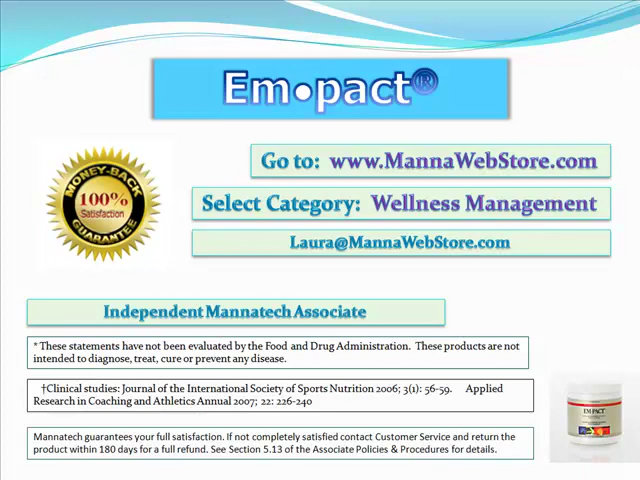 Em•pact®
MONEY-BACK
100%
Satisfaction
GUARANTEE
Go to: www.MannaWebStore.com
Select Category: Wellness Management
Laura@MannaWebStore.com
Independent Mannatech Associate
* These statements have not been evaluated by the Food and Drug Administration. These products are not
intended to diagnose, treat, cure or prevent any disease.
†Clinical studies: Journal of the International Society of Sports Nutrition 2006; 3(1): 56-59. Applied
Research in Coaching and Athletics Annual 2007; 22: 226-240
Mannatech guarantees your full satisfaction. If not completely satisfied contact Customer Service and return the
product within 180 days for a full refund. See Section 5.13 of the Associate Policies & Procedures for details.
EM·PACT